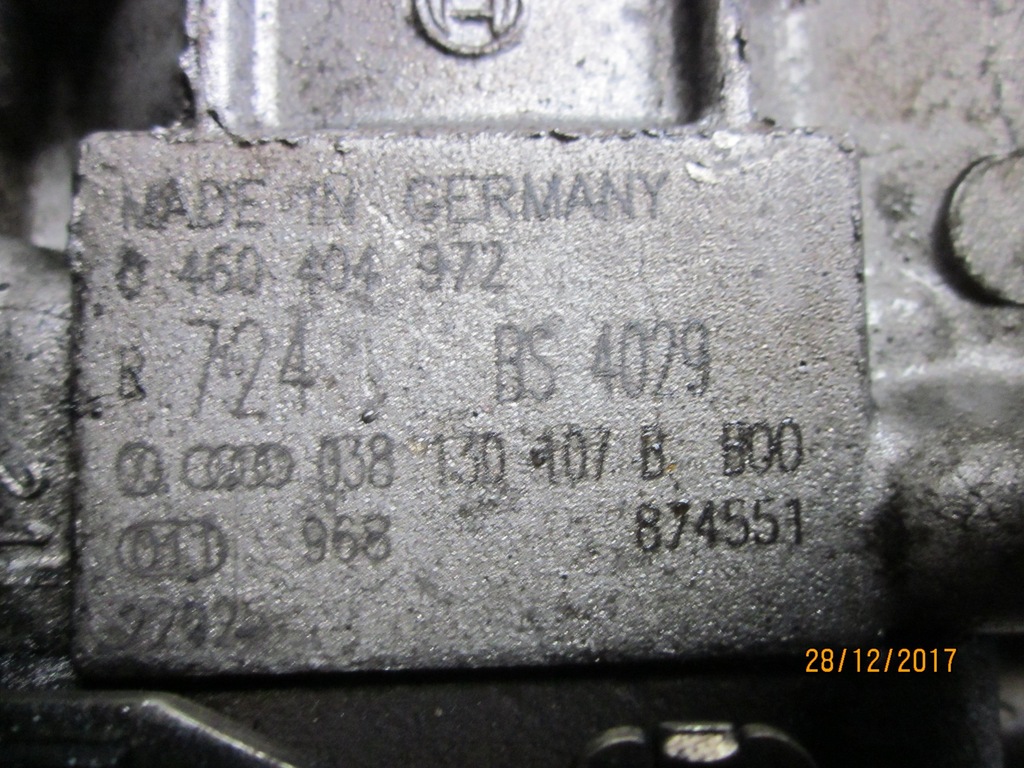 MADE IN GERMANY
0 460 404 972
R 724 BS 4029
038 130 107 B B00
011 968 874551
28/12/2017